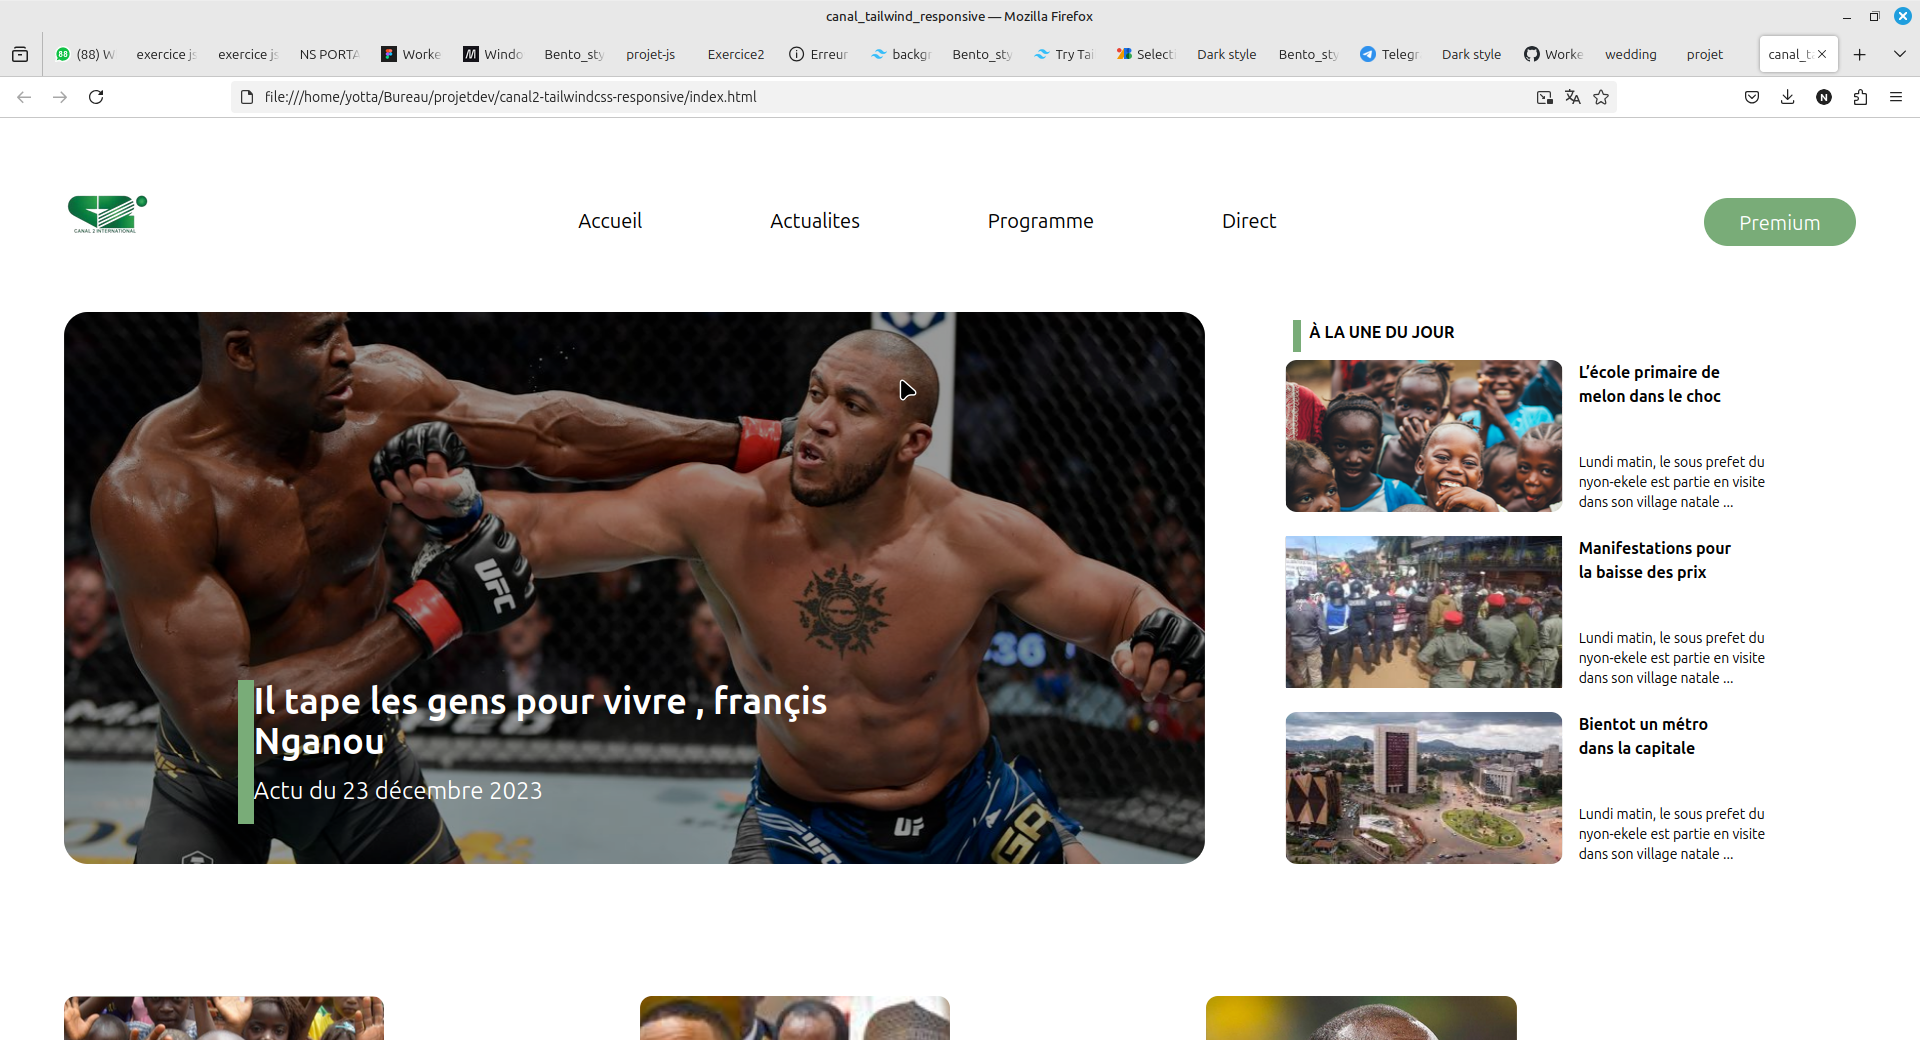 canal_tailwind_responsive — Mozilla Firefox
(88) W
exercice js
exercice js
NS PORTA
Worke
Windo
Bento_sty
projet-js
Exercice2
Erreur
backgr
Bento_sty
Try Tai
Selecti
Dark style
Bento_sty
Telegr
Dark style
Worke
wedding
projet
canal_t
file:///home/yotta/Bureau/projetdev/canal2-tailwindcss-responsive/index.html
CANAL 2 INTERNATIONAL
Accueil
Actualites
Programme
Direct
Premium
UFC
Il tape les gens pour vivre , françis
Nganou
Actu du 23 décembre 2023
À LA UNE DU JOUR
L’école primaire de
melon dans le choc
Lundi matin, le sous prefet du
nyon-ekele est partie en visite
dans son village natale ...
Manifestations pour
la baisse des prix
Lundi matin, le sous prefet du
nyon-ekele est partie en visite
dans son village natale ...
Bientot un métro
dans la capitale
Lundi matin, le sous prefet du
nyon-ekele est partie en visite
dans son village natale ...